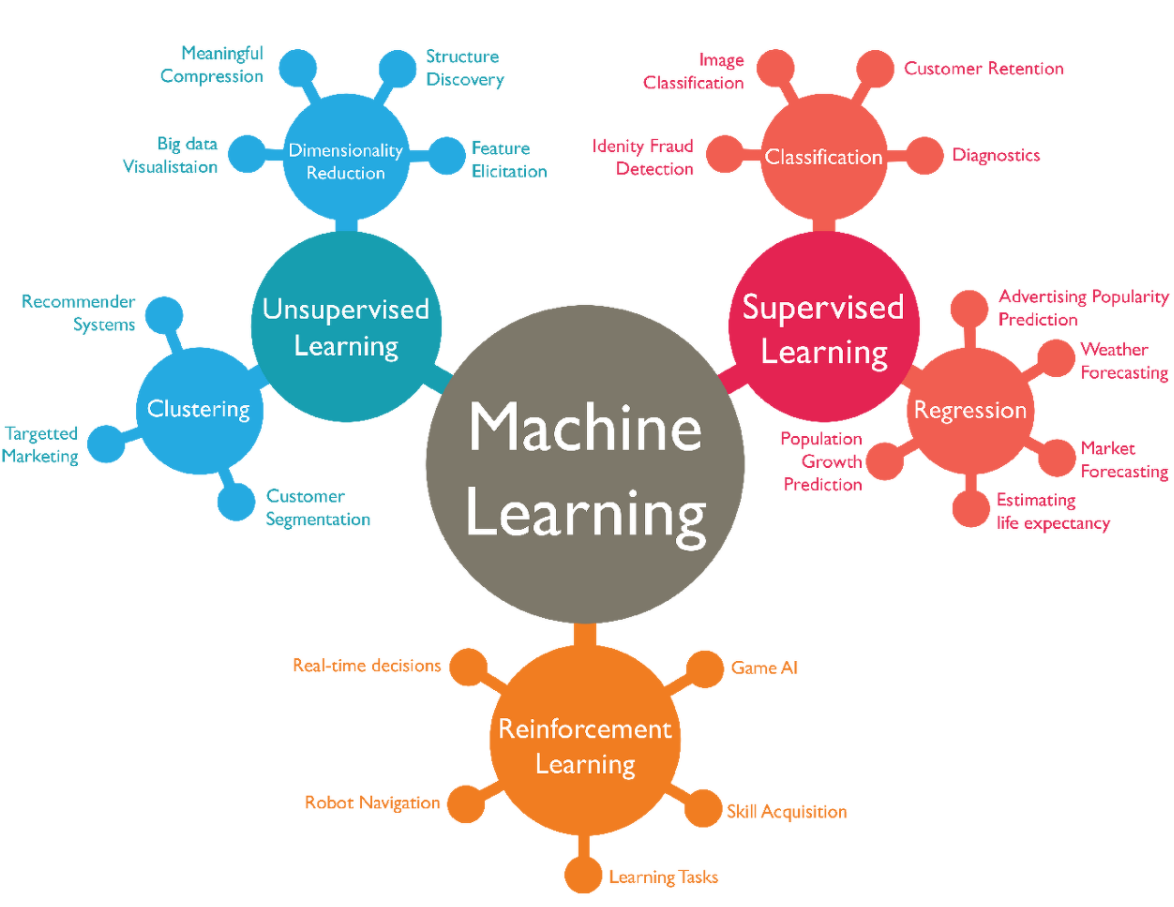 Meaningful
Compression
Structure
Discovery
Big data
Visualistaion
Dimensionality
Reduction
Feature
Elicitation
Image
Classification
Customer Retention
Idenity Fraud
Detection
Classification
Diagnostics
Unsupervised
Learning
Recommender
Systems
Clustering
Targetted
Marketing
Customer
Segmentation
Supervised
Learning
Advertising Popularity
Prediction
Weather
Forecasting
Regression
Population
Growth
Prediction
Market
Forecasting
Estimating
life expectancy
Machine
Learning
Real-time decisions
Game AI
Reinforcement
Learning
Robot Navigation
Skill Acquisition
Learning Tasks